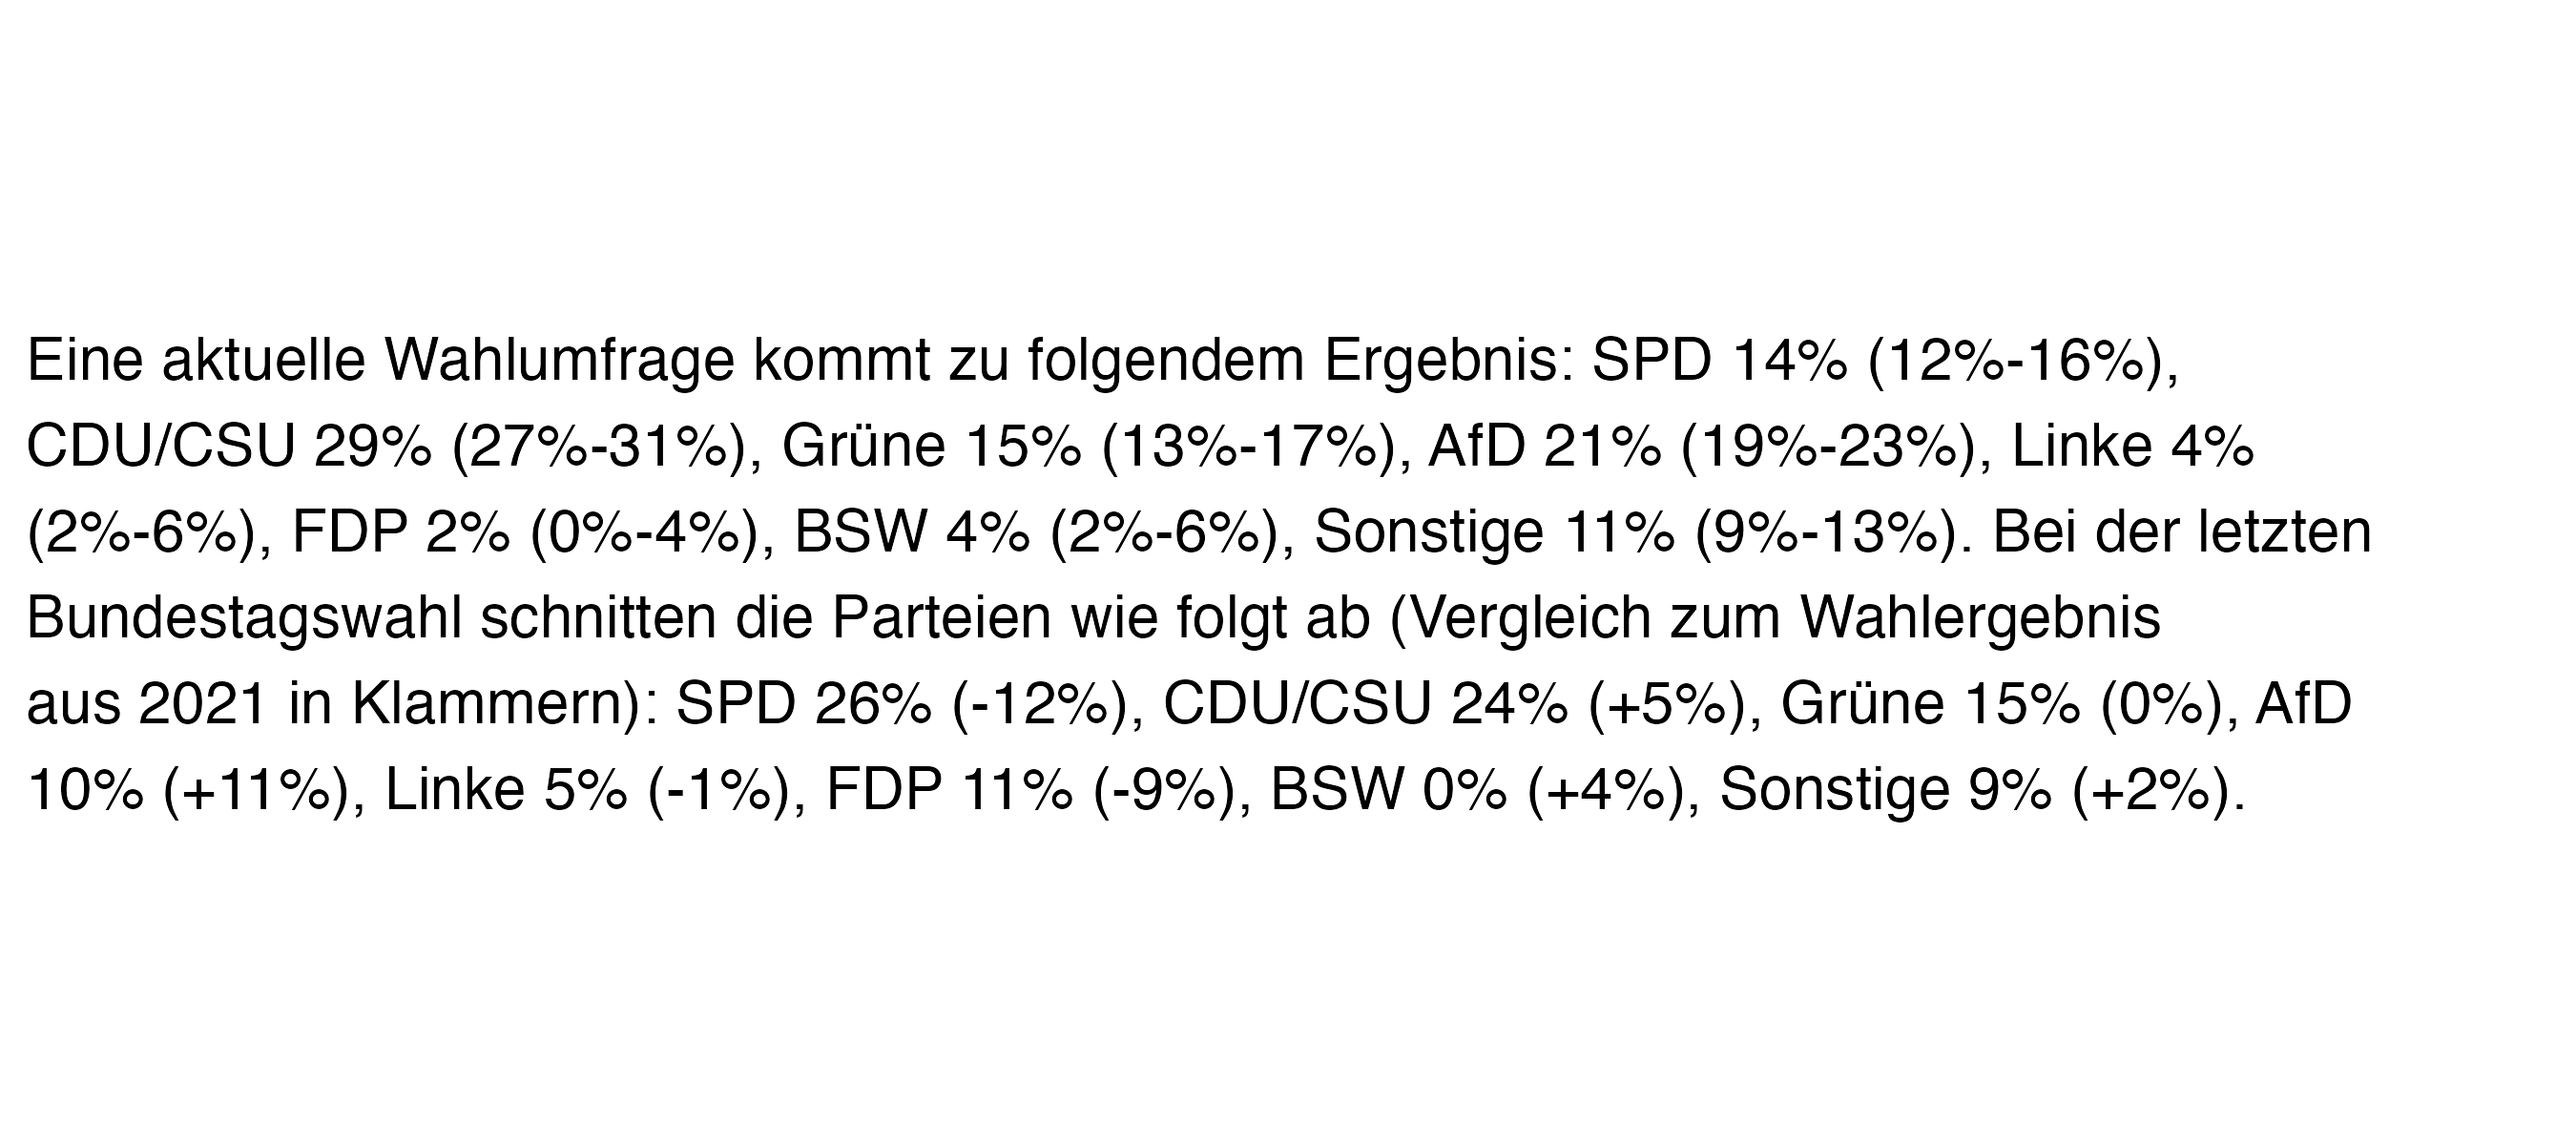 Eine aktuelle Wahlumfrage kommt zu folgendem Ergebnis: SPD 14% (12%-16%),
CDU/CSU 29% (27%-31%), Grüne 15% (13%-17%), AfD 21% (19%-23%), Linke 4%
(2%-6%), FDP 2% (0%-4%), BSW 4% (2%-6%), Sonstige 11% (9%-13%). Bei der letzten
Bundestagswahl schnitten die Parteien wie folgt ab (Vergleich zum Wahlergebnis
aus 2021 in Klammern): SPD 26% (-12%), CDU/CSU 24% (+5%), Grüne 15% (0%), AfD
10% (+11%), Linke 5% (-1%), FDP 11% (-9%), BSW 0% (+4%), Sonstige 9% (+2%).